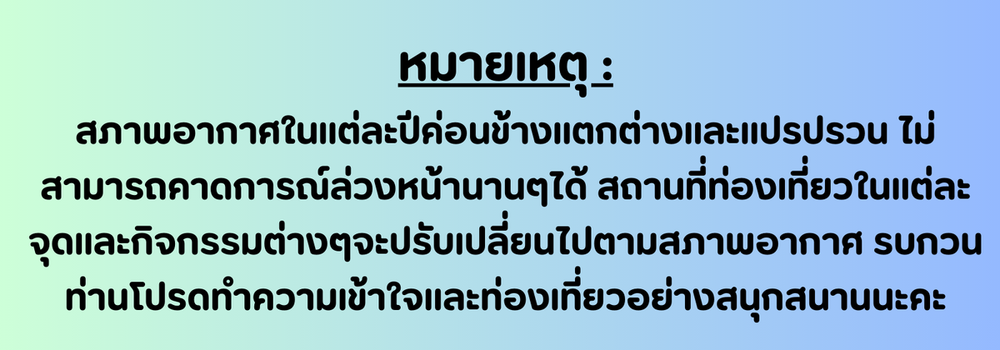 หมายเหตุ :
สภาพอากาศในแต่ละปีค่อนข้างแตกต่างและแปรปรวน ไม่
สามารถคาดการณ์ล่วงหน้านานๆได้ สถานที่ท่องเที่ยวในแต่ละ
จุดและกิจกรรมต่างๆจะปรับเปลี่ยนไปตามสภาพอากาศ รบกวน
ท่านโปรดทำความเข้าใจและท่องเที่ยวอย่างสนุกสนานนะคะ